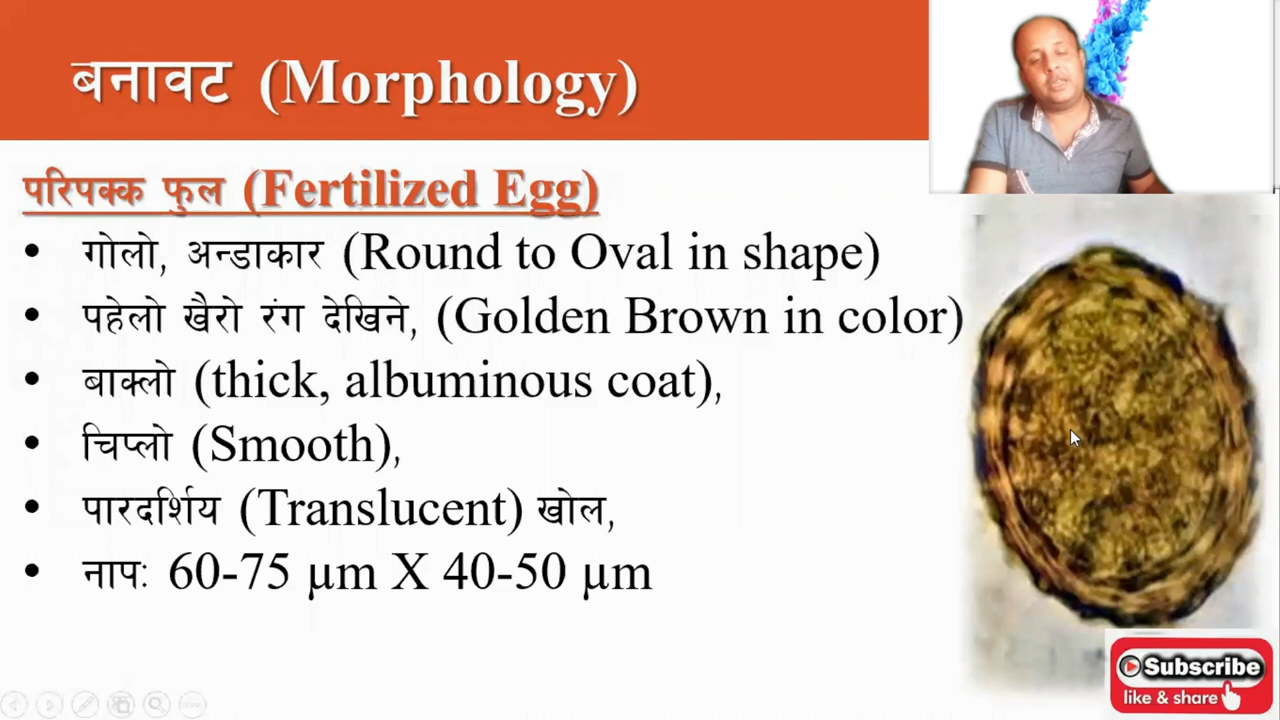 बनावट (Morphology)
परिपक्क फुल (Fertilized Egg)
• गोलो, अन्डाकार (Round to Oval in shape)
• पहेलो खैरो रंग देखिने, (Golden Brown in color)
• बाक्लो (thick, albuminous coat),
• चिप्लो (Smooth),
• पारदर्शिय (Translucent) खोल,
• नापः 60-75 µm X 40-50 µm
Subscribe
like & share